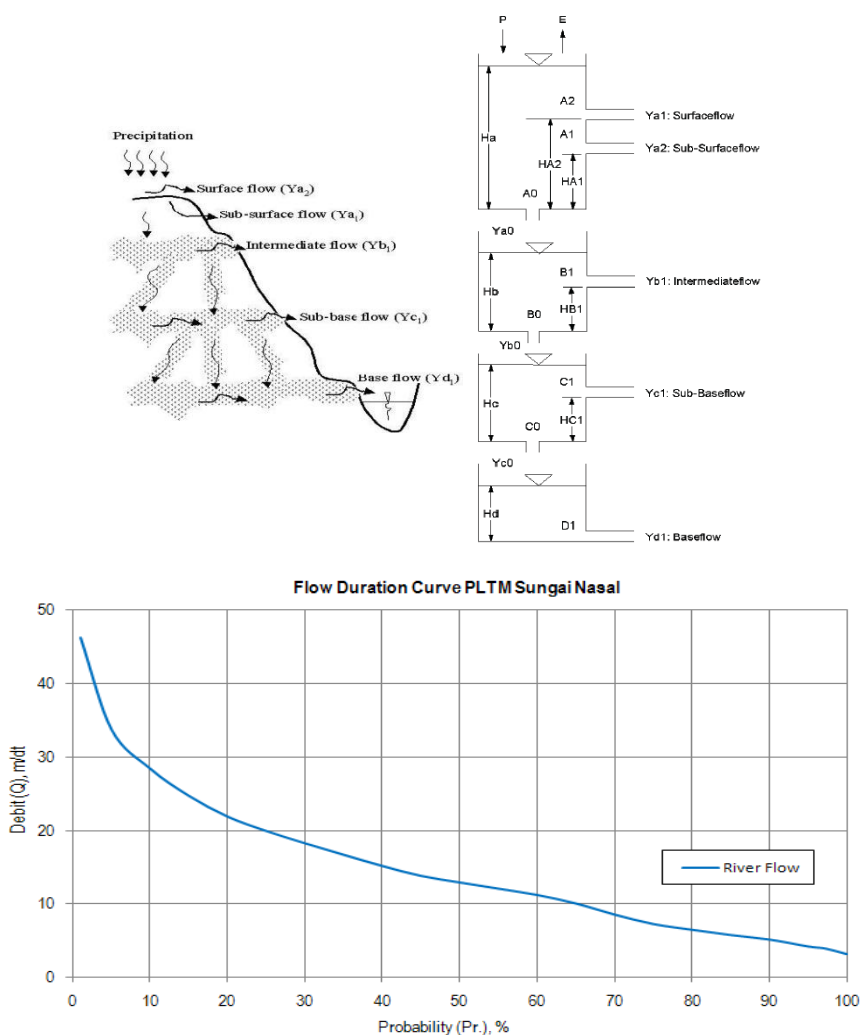 Precipitation
Surface flow (Ya2)
Sub-surface flow (Ya1)
Intermediate flow (Yb1)
Sub-base flow (Yc1)
Base flow (Yd1)
P E
A2
Ya1: Surfaceflow
Ha
A1
HA2
Ya2: Sub-Surfaceflow
HA1
A0
Ya0
B1
Yb1: Intermediateflow
Hb
HB1
B0
Yb0
C1
Yc1: Sub-Baseflow
Hc
HC1
C0
Yc0
Hd
D1
Yd1: Baseflow
Flow Duration Curve PLTM Sungai Nasal
50
40
30
20
10
0
Debit (Q), m/dt
River Flow
0 10 20 30 40 50 60 70 80 90 100
Probability (Pr.), %